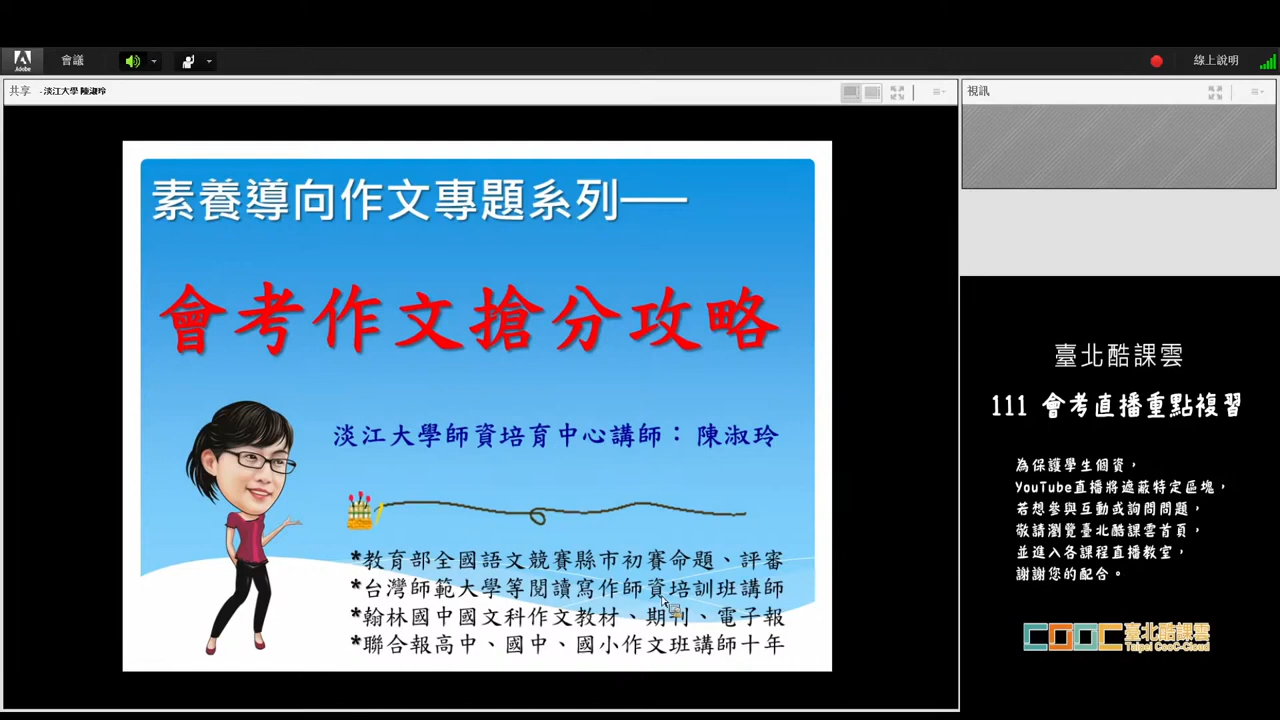 Adobe
會議
線上說明
共享 - 淡江大學 陳淑玲
視訊
素養導向作文專題系列──
會考作文搶分攻略
淡江大學師資培育中心講師：陳淑玲
*教育部全國語文競賽縣市初賽命題、評審
*台灣師範大學等閱讀寫作師資培訓班講師
*翰林國中國文科作文教材、期刊、電子報
*聯合報高中、國中、國小作文班講師十年
臺北酷課雲
111 會考直播重點複習
為保護學生個資，
YouTube直播將遮蔽特定區塊，
若想參與互動或詢問問題，
敬請瀏覽臺北酷課雲首頁，
並進入各課程直播教室，
謝謝您的配合。
COOC 臺北酷課雲
Taipei CooC-Cloud